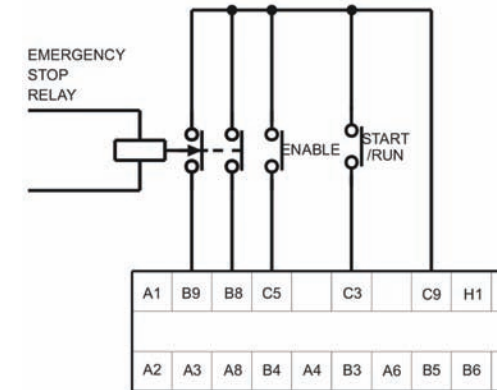 EMERGENCY
STOP
RELAY
ENABLE
START
/RUN
A1 B9 B8 C5 C3 C9 H1
A2 A3 A8 B4 A4 B3 A6 B5 B6